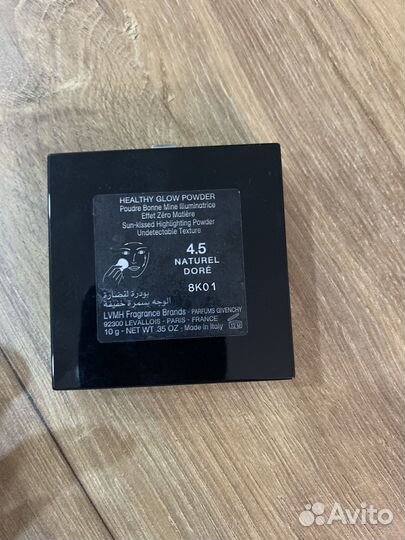 HEALTHY GLOW POWDER
Poudre Bonne Mine Illuminatrice
Effet Zéro Matière
Sun-kissed Highlighting Powder
Undetectable Texture
4.5
NATUREL
DORÉ
8K01
بودرة لنضارة
الوجه بسمرة خفيفة
LVMH Fragrance Brands - PARFUMS GIVENCHY
92300 LEVALLOIS - PARIS - FRANCE
10 g - NET WT .35 OZ - Made in Italy
12 M
Avito